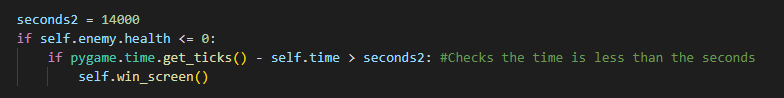 seconds2 = 14000
if self.enemy.health <= 0:
    if pygame.time.get_ticks() - self.time > seconds2: #Checks the time is less than the seconds
        self.win_screen()